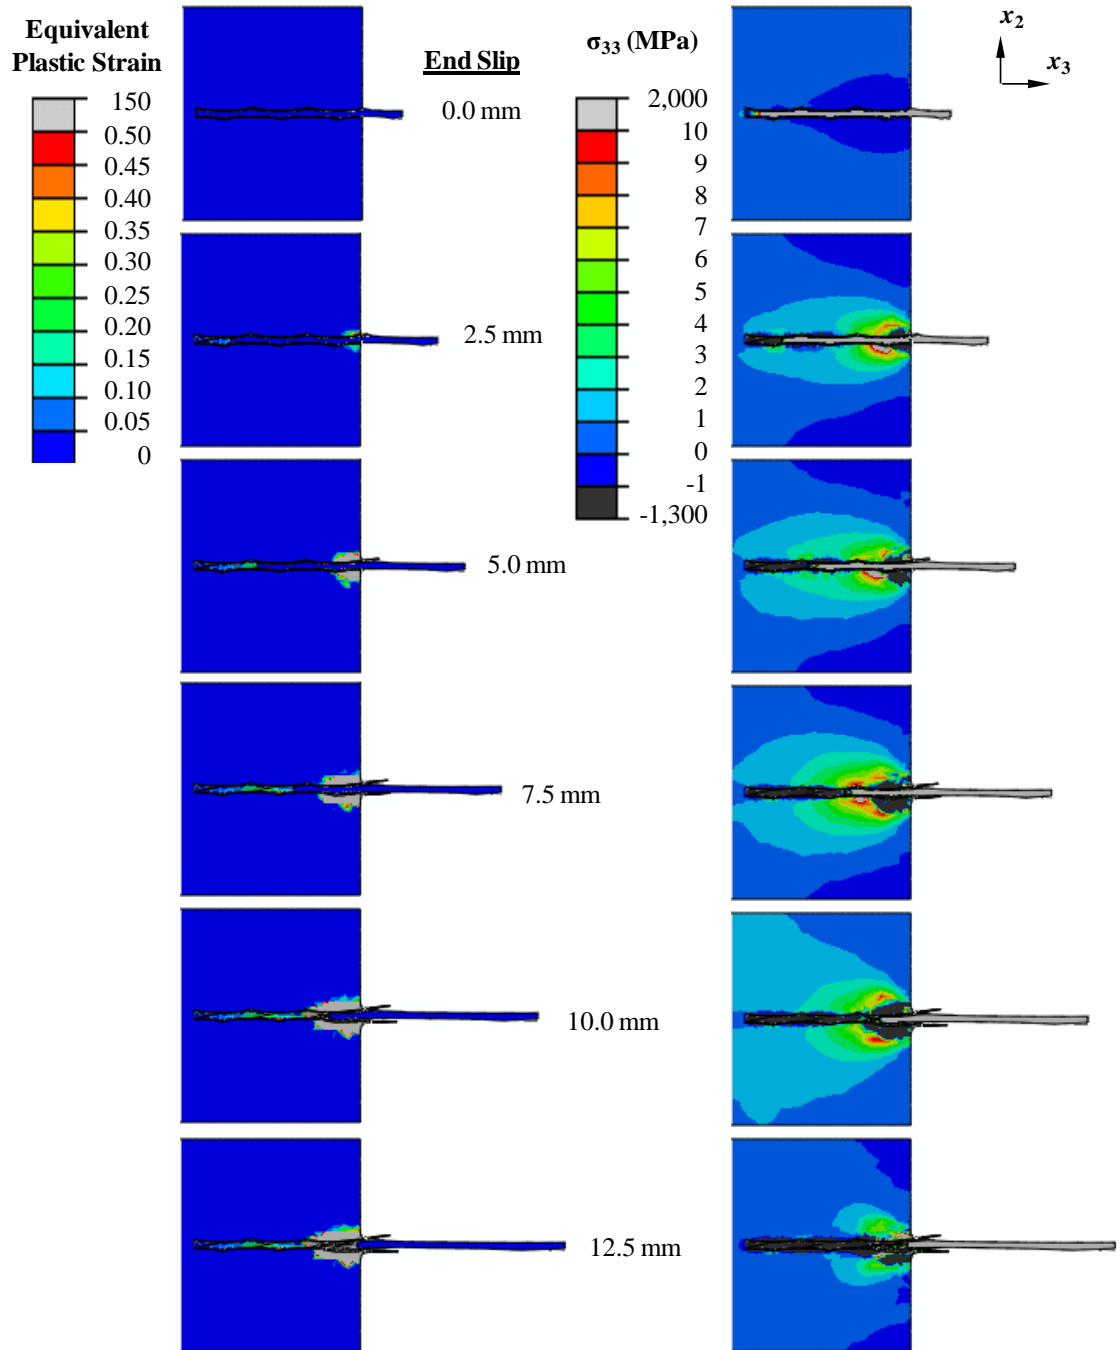 Equivalent
Plastic Strain
150
0.50
0.45
0.40
0.35
0.30
0.25
0.20
0.15
0.10
0.05
0
End Slip
0.0 mm
2.5 mm
5.0 mm
7.5 mm
10.0 mm
12.5 mm
σ33 (MPa)
2,000
10
9
8
7
6
5
4
3
2
1
0
-1
-1,300
x2
x3